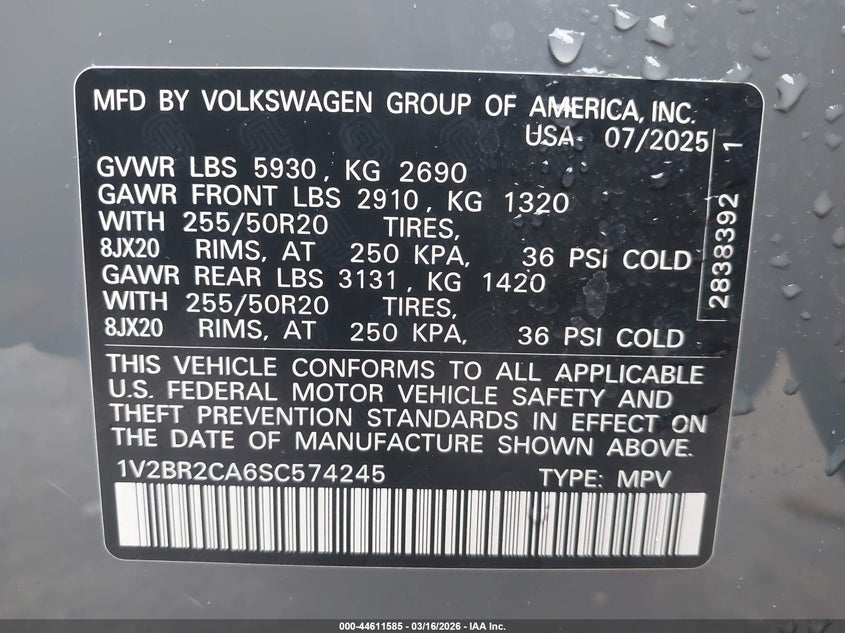 MFD BY VOLKSWAGEN GROUP OF AMERICA, INC.
USA 07/2025
GVWR LBS 5930, KG 2690
GAWR FRONT LBS 2910, KG 1320
WITH 255/50R20 TIRES,
8JX20 RIMS, AT 250 KPA, 36 PSI COLD
GAWR REAR LBS 3131, KG 1420
WITH 255/50R20 TIRES,
8JX20 RIMS, AT 250 KPA, 36 PSI COLD
2838392 1
THIS VEHICLE CONFORMS TO ALL APPLICABLE
U.S. FEDERAL MOTOR VEHICLE SAFETY AND
THEFT PREVENTION STANDARDS IN EFFECT ON
THE DATE OF MANUFACTURE SHOWN ABOVE.
1V2BR2CA6SC574245 TYPE: MPV
000-44611585 - 03/16/2026 - IAA Inc.